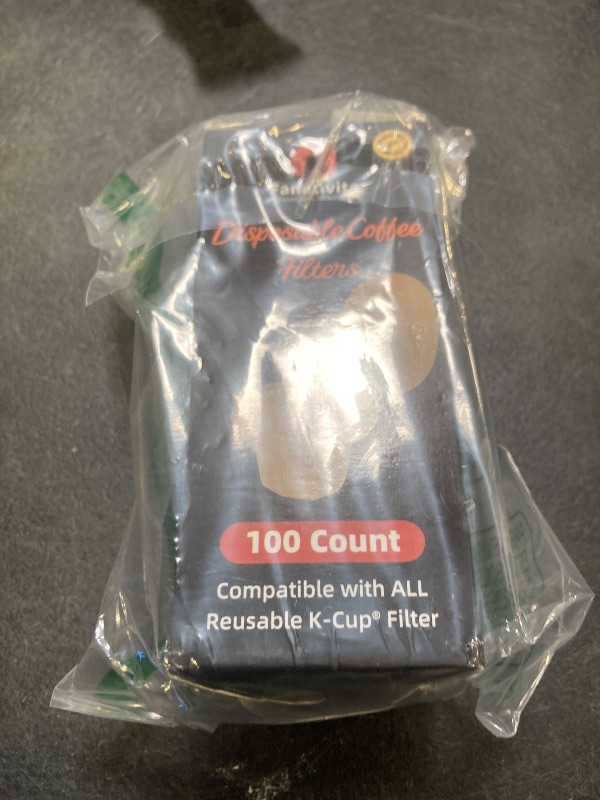 Disposable Coffee
Filters
100 Count
Compatible with ALL
Reusable K-Cup® Filter